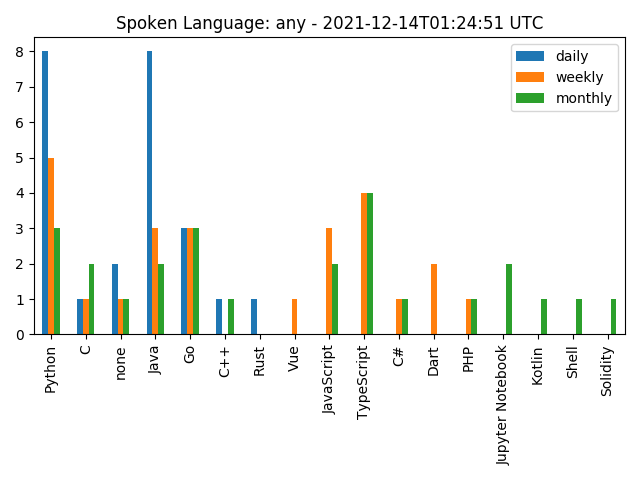 Spoken Language: any - 2021-12-14T01:24:51 UTC
daily
weekly
monthly
8
7
6
5
4
3
2
1
0
Python
C
none
Java
Go
C++
Rust
Vue
JavaScript
TypeScript
C#
Dart
PHP
Jupyter Notebook
Kotlin
Shell
Solidity